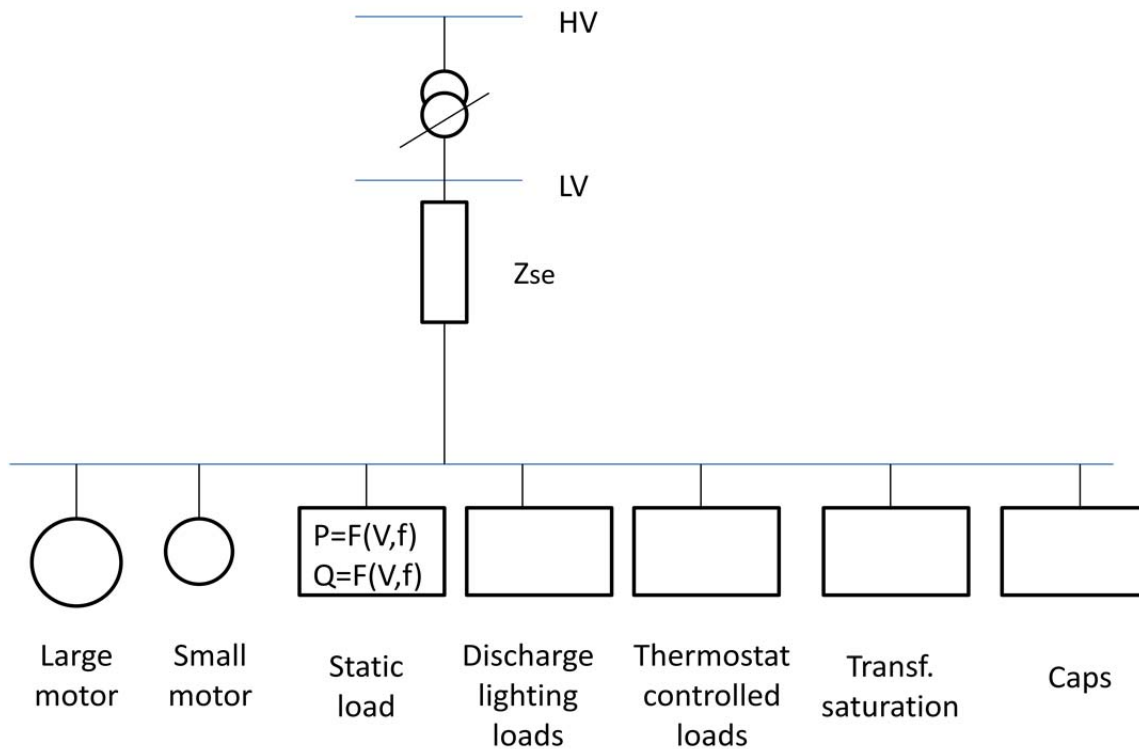 HV
LV
Zse
P=F(V,f)
Q=F(V,f)
Large
motor
Small
motor
Static
load
Discharge
lighting
loads
Thermostat
controlled
loads
Transf.
saturation
Caps